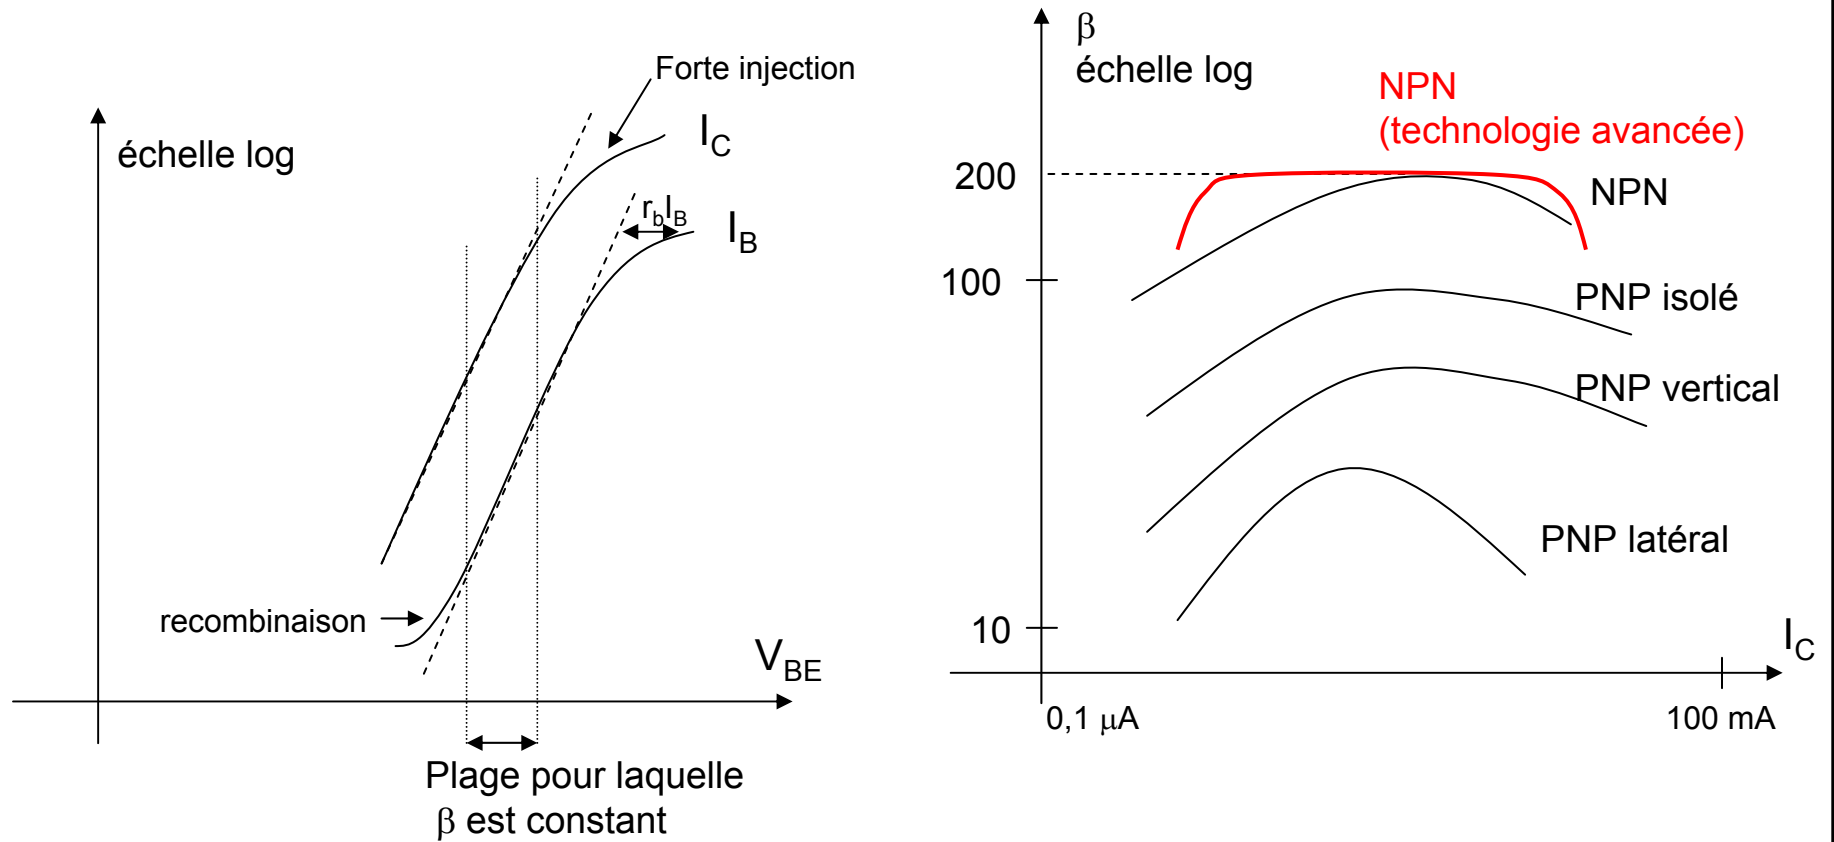 Forte injection
échelle log
I_C
r_bI_B
I_B
recombinaison
V_BE
Plage pour laquelle
β est constant
β
échelle log
NPN
(technologie avancée)
200
NPN
100
PNP isolé
PNP vertical
PNP latéral
10
I_C
0,1 μA
100 mA